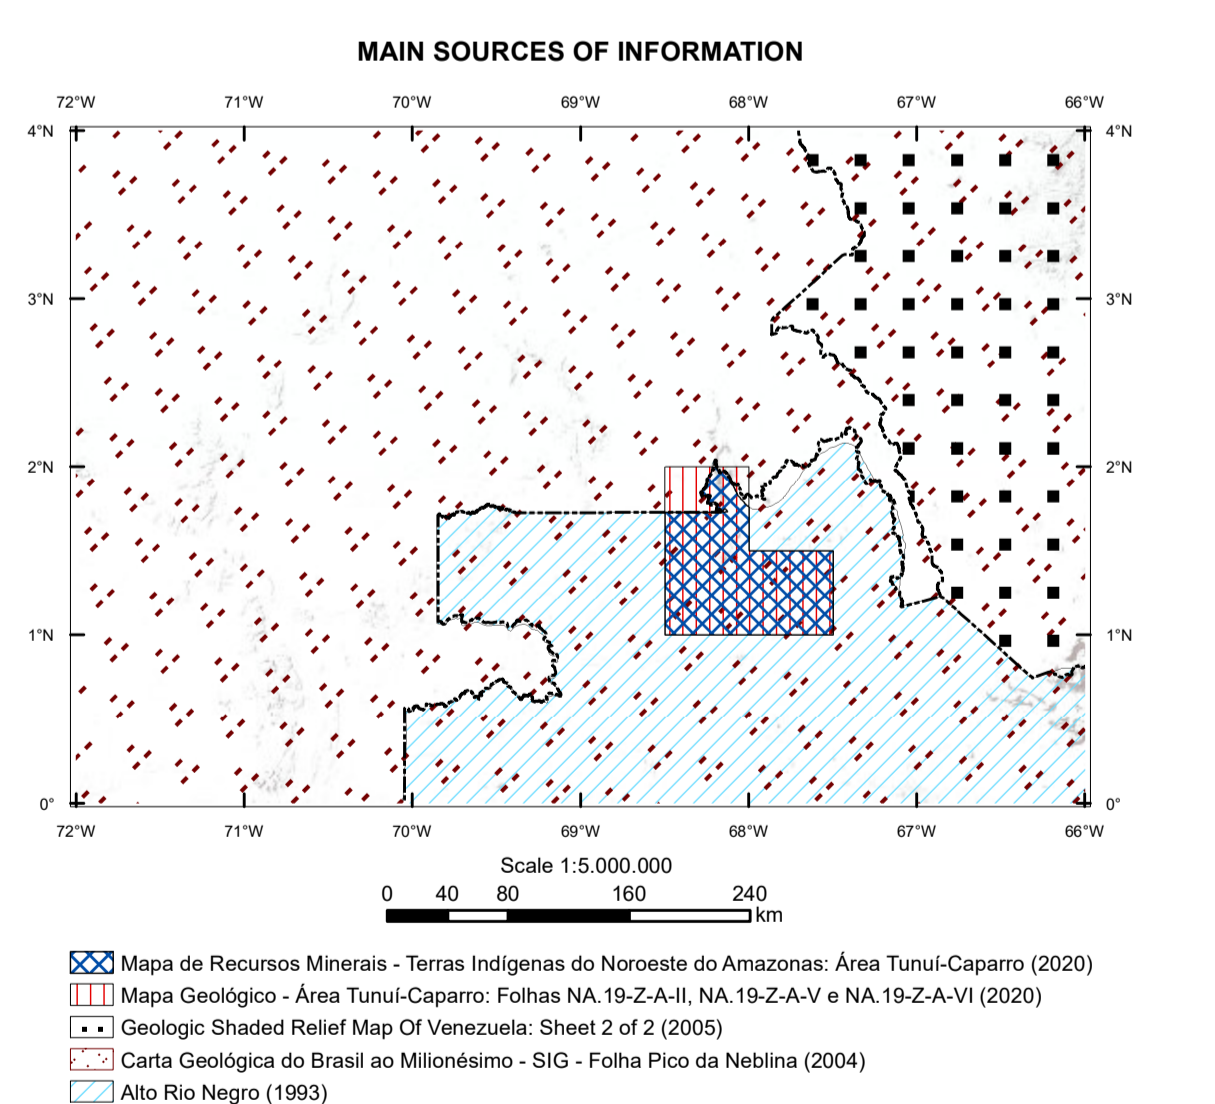 MAIN SOURCES OF INFORMATION
72°W 71°W 70°W 69°W 68°W 67°W 66°W
4°N 4°N
3°N 3°N
2°N 2°N
1°N 1°N
0° 0°
72°W 71°W 70°W 69°W 68°W 67°W 66°W
Scale 1:5.000.000
0 40 80 160 240
km
Mapa de Recursos Minerais - Terras Indígenas do Noroeste do Amazonas: Área Tunuí-Caparro (2020)
Mapa Geológico - Área Tunuí-Caparro: Folhas NA.19-Z-A-II, NA.19-Z-A-V e NA.19-Z-A-VI (2020)
Geologic Shaded Relief Map Of Venezuela: Sheet 2 of 2 (2005)
Carta Geológica do Brasil ao Milionésimo - SIG - Folha Pico da Neblina (2004)
Alto Rio Negro (1993)